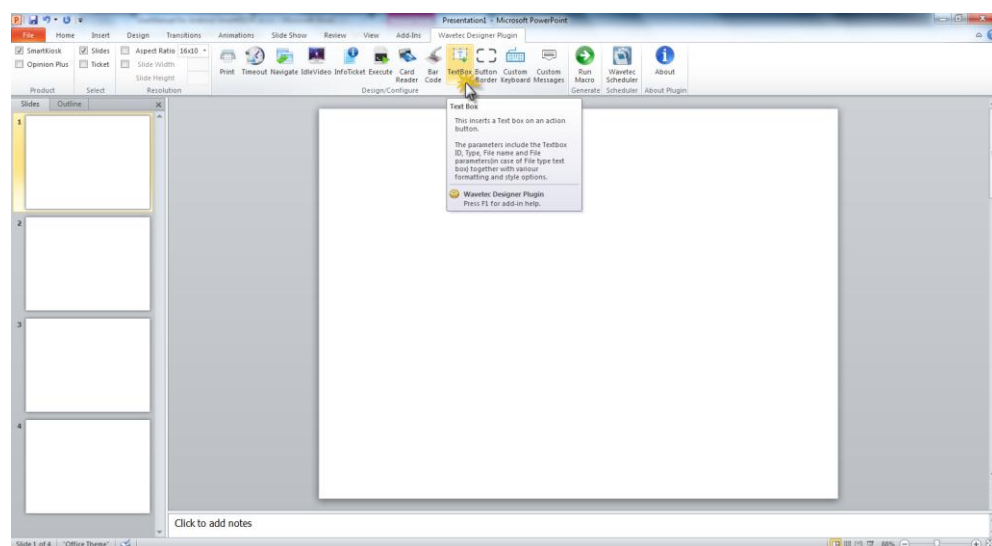 Presentation1 - Microsoft PowerPoint
File Home Insert Design Transitions Animations Slide Show Review View Add-Ins Wavetec Designer Plugin
SmartKiosk Slides Aspect Ratio 16x10
Opinion Plus Ticket Slide Width
Slide Height
Print Timeout Navigate IdleVideo InfoTicket Execute Card Reader Bar Code TextBox Button Border Custom Keyboard Custom Messages Run Macro Wavetec Scheduler About
Product Select Resolution Design/Configure Generate Scheduler About Plugin
Slides Outline
Text Box
This inserts a Text box on an action
button.
The parameters include the Textbox
ID, Type, File name and File
parameters(in case of File type text
box) together with variour
formatting and style options.
Wavetec Designer Plugin
Press F1 for add-in help.
1
2
3
4
Click to add notes
Slide 1 of 4 "Office Theme" 88%